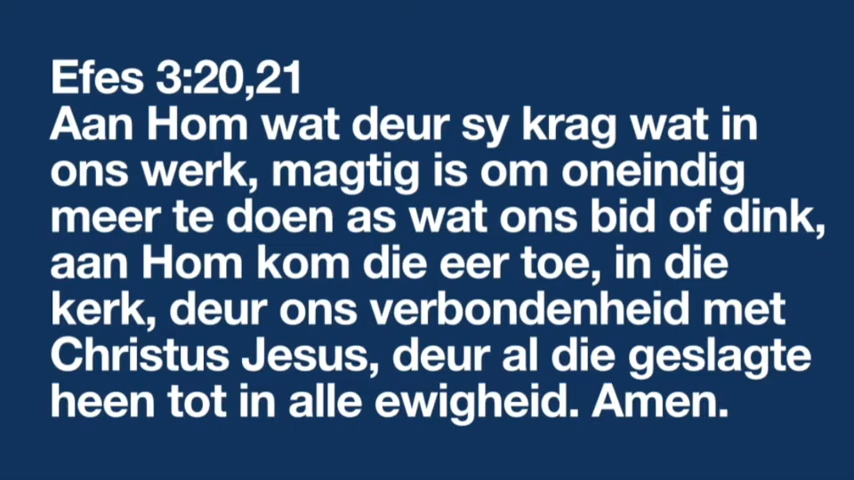 Efes 3:20,21
Aan Hom wat deur sy krag wat in
ons werk, magtig is om oneindig
meer te doen as wat ons bid of dink,
aan Hom kom die eer toe, in die
kerk, deur ons verbondenheid met
Christus Jesus, deur al die geslagte
heen tot in alle ewigheid. Amen.